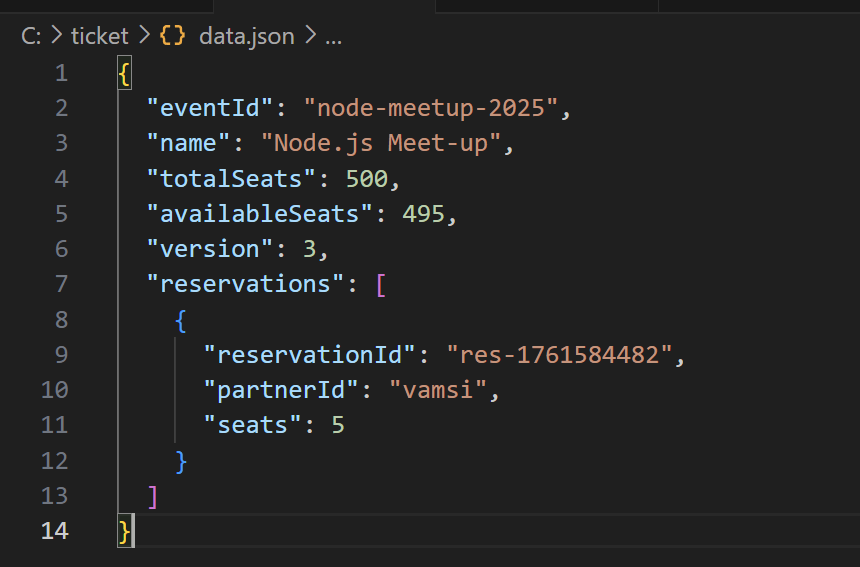 C: > ticket > {} data.json > ...
1 {
2 "eventId": "node-meetup-2025",
3 "name": "Node.js Meet-up",
4 "totalSeats": 500,
5 "availableSeats": 495,
6 "version": 3,
7 "reservations": [
8 {
9 "reservationId": "res-1761584482",
10 "partnerId": "vamsi",
11 "seats": 5
12 }
13 ]
14 }